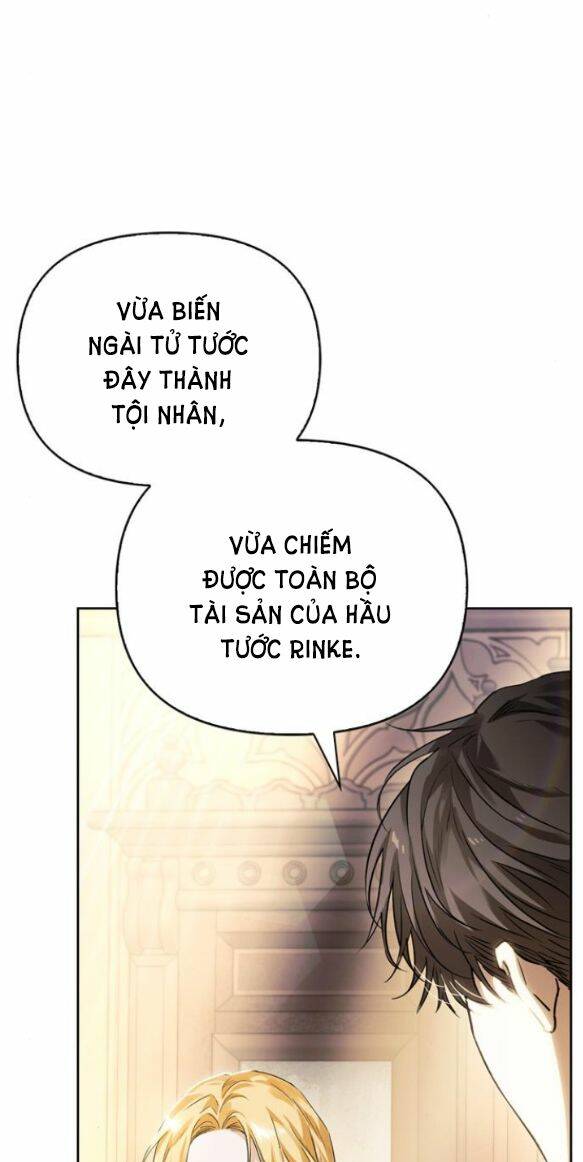 VỪA BIẾN
NGÀI TỬ TƯỚC
ĐÂY THÀNH
TỘI NHÂN,
VỪA CHIẾM
ĐƯỢC TOÀN BỘ
TÀI SẢN CỦA HẦU
TƯỚC RINKE.